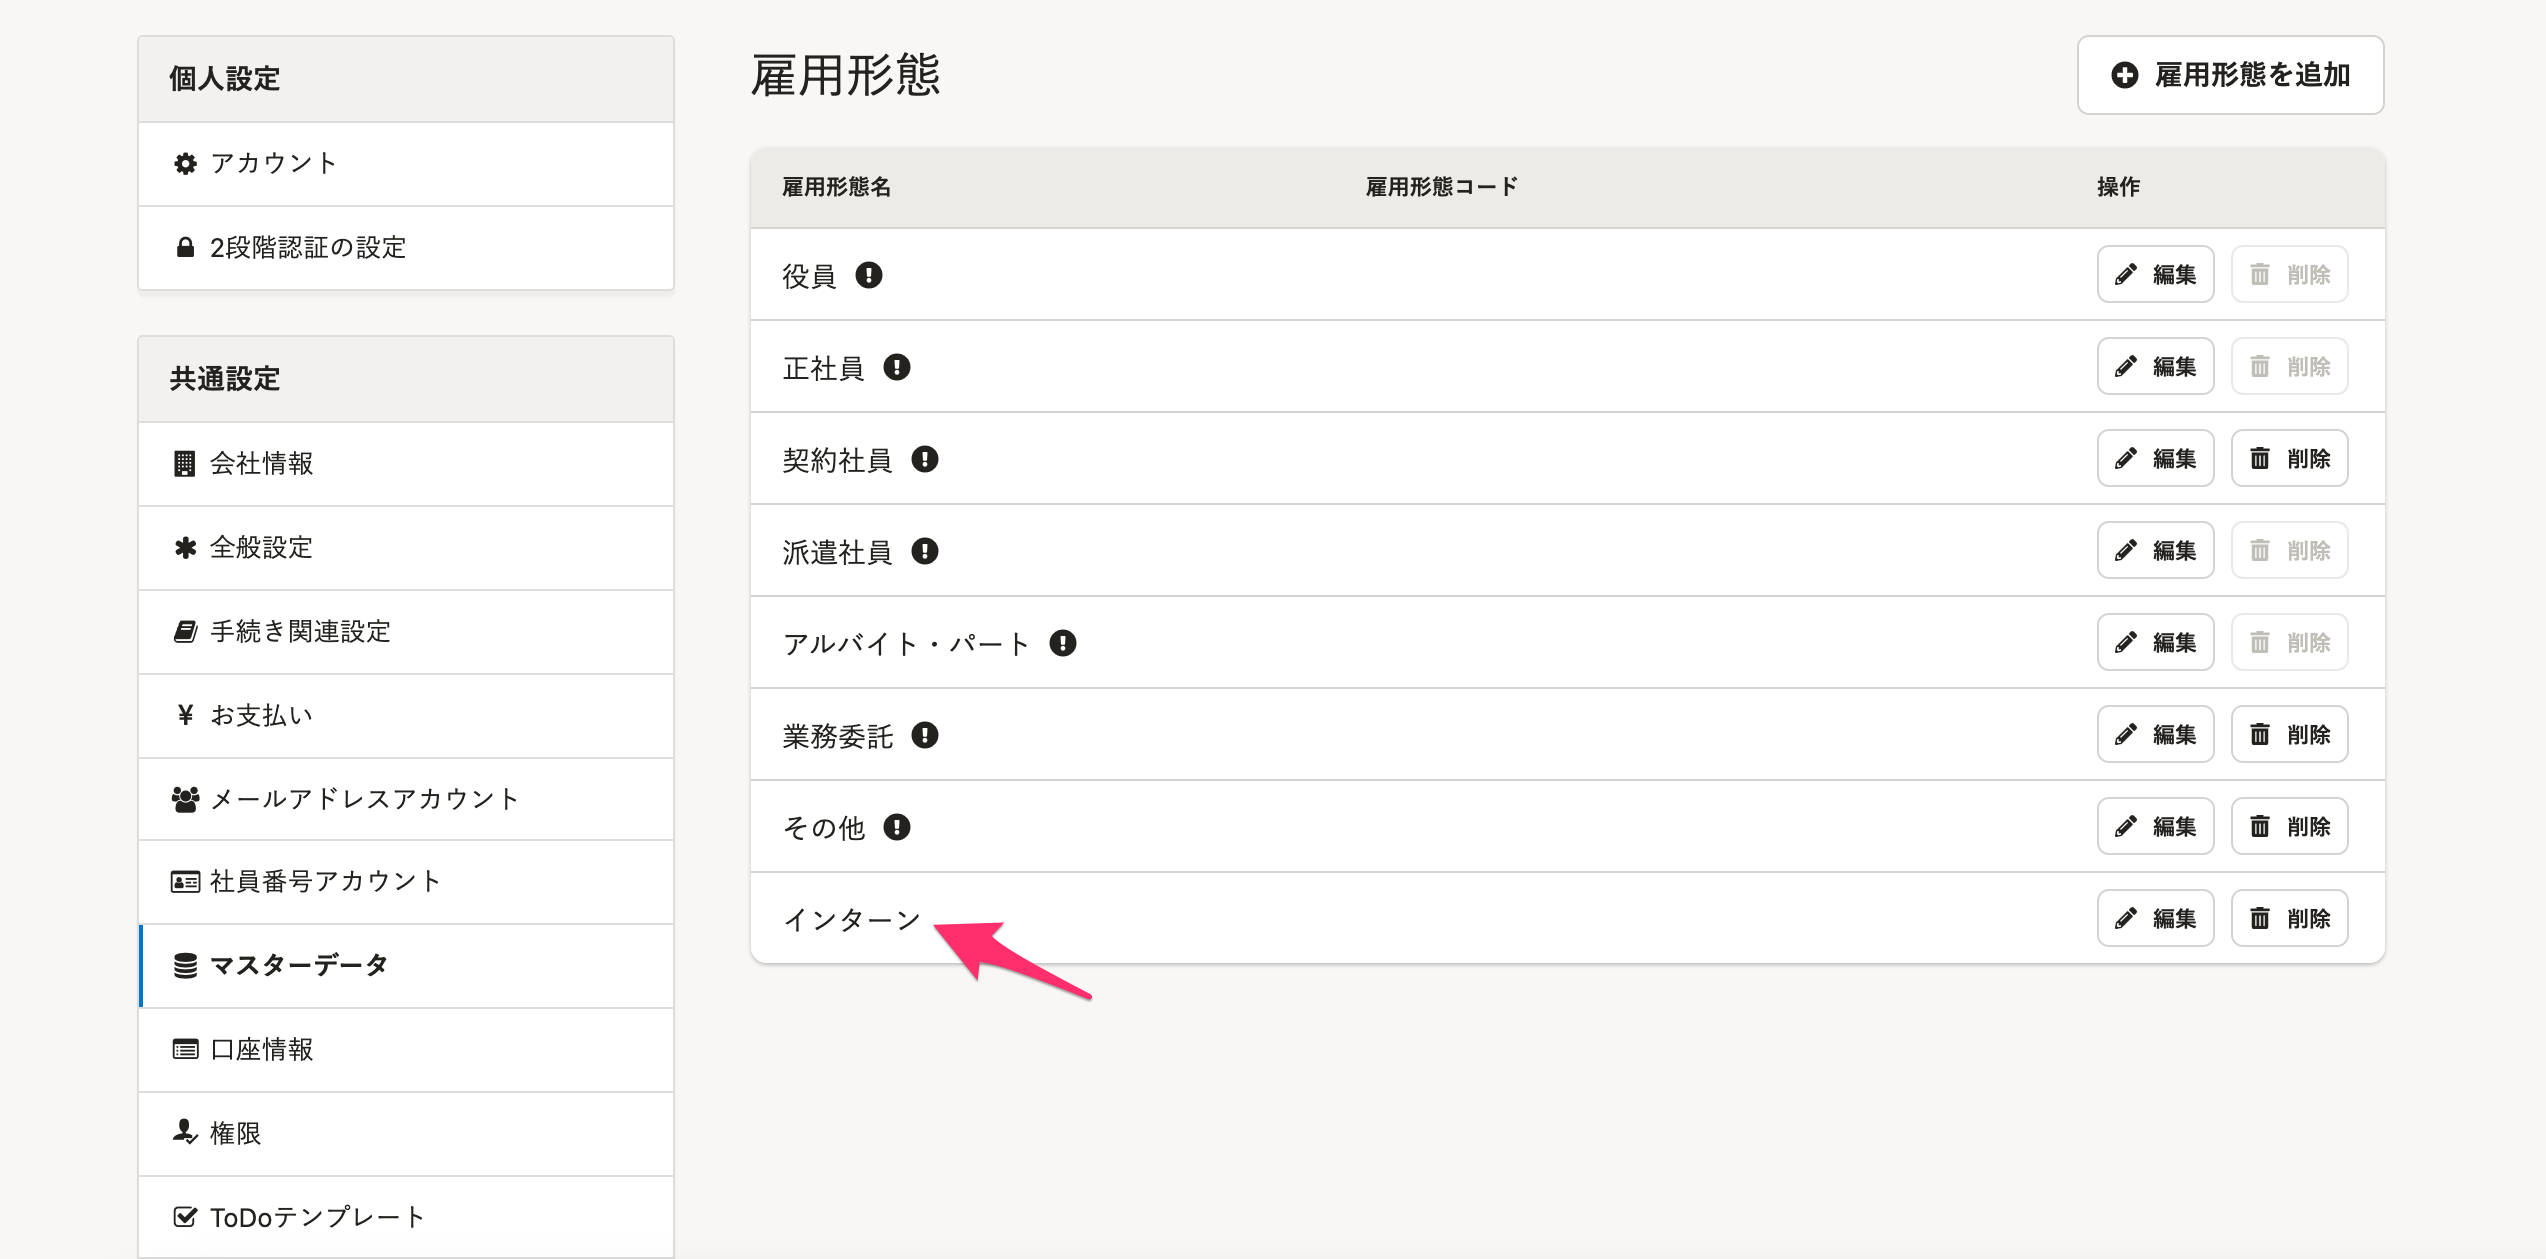 個人設定
アカウント
2段階認証の設定
共通設定
会社情報
全般設定
手続き関連設定
お支払い
メールアドレスアカウント
社員番号アカウント
マスターデータ
口座情報
権限
ToDoテンプレート
雇用形態
雇用形態を追加
雇用形態名 雇用形態コード 操作
役員 編集 削除
正社員 編集 削除
契約社員 編集 削除
派遣社員 編集 削除
アルバイト・パート 編集 削除
業務委託 編集 削除
その他 編集 削除
インターン 編集 削除